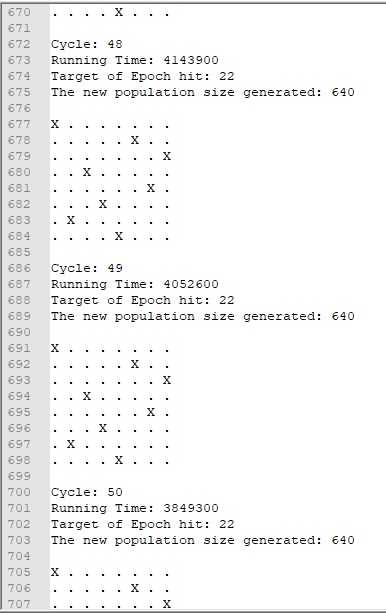 670 . . . . X . . .
671
672 Cycle: 48
673 Running Time: 4143900
674 Target of Epoch hit: 22
675 The new population size generated: 640
676
677 X . . . . . . .
678 . . . . . X . .
679 . . . . . . . X
680 . . X . . . . .
681 . . . . . . X .
682 . . . X . . . .
683 . X . . . . . .
684 . . . . X . . .
685
686 Cycle: 49
687 Running Time: 4052600
688 Target of Epoch hit: 22
689 The new population size generated: 640
690
691 X . . . . . . .
692 . . . . . X . .
693 . . . . . . . X
694 . . X . . . . .
695 . . . . . . X .
696 . . . X . . . .
697 . X . . . . . .
698 . . . . X . . .
699
700 Cycle: 50
701 Running Time: 3849300
702 Target of Epoch hit: 22
703 The new population size generated: 640
704
705 X . . . . . . .
706 . . . . . X . .
707 . . . . . . . X